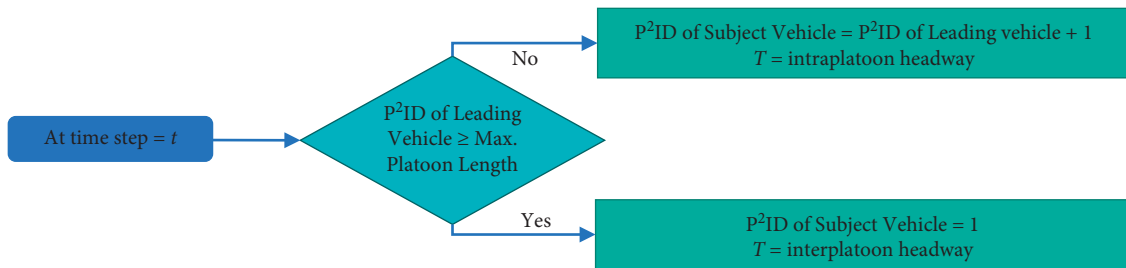 At time step = t
P²ID of Leading
Vehicle ≥ Max.
Platoon Length
No
P²ID of Subject Vehicle = P²ID of Leading vehicle + 1
T = intraplatoon headway
Yes
P²ID of Subject Vehicle = 1
T = interplatoon headway